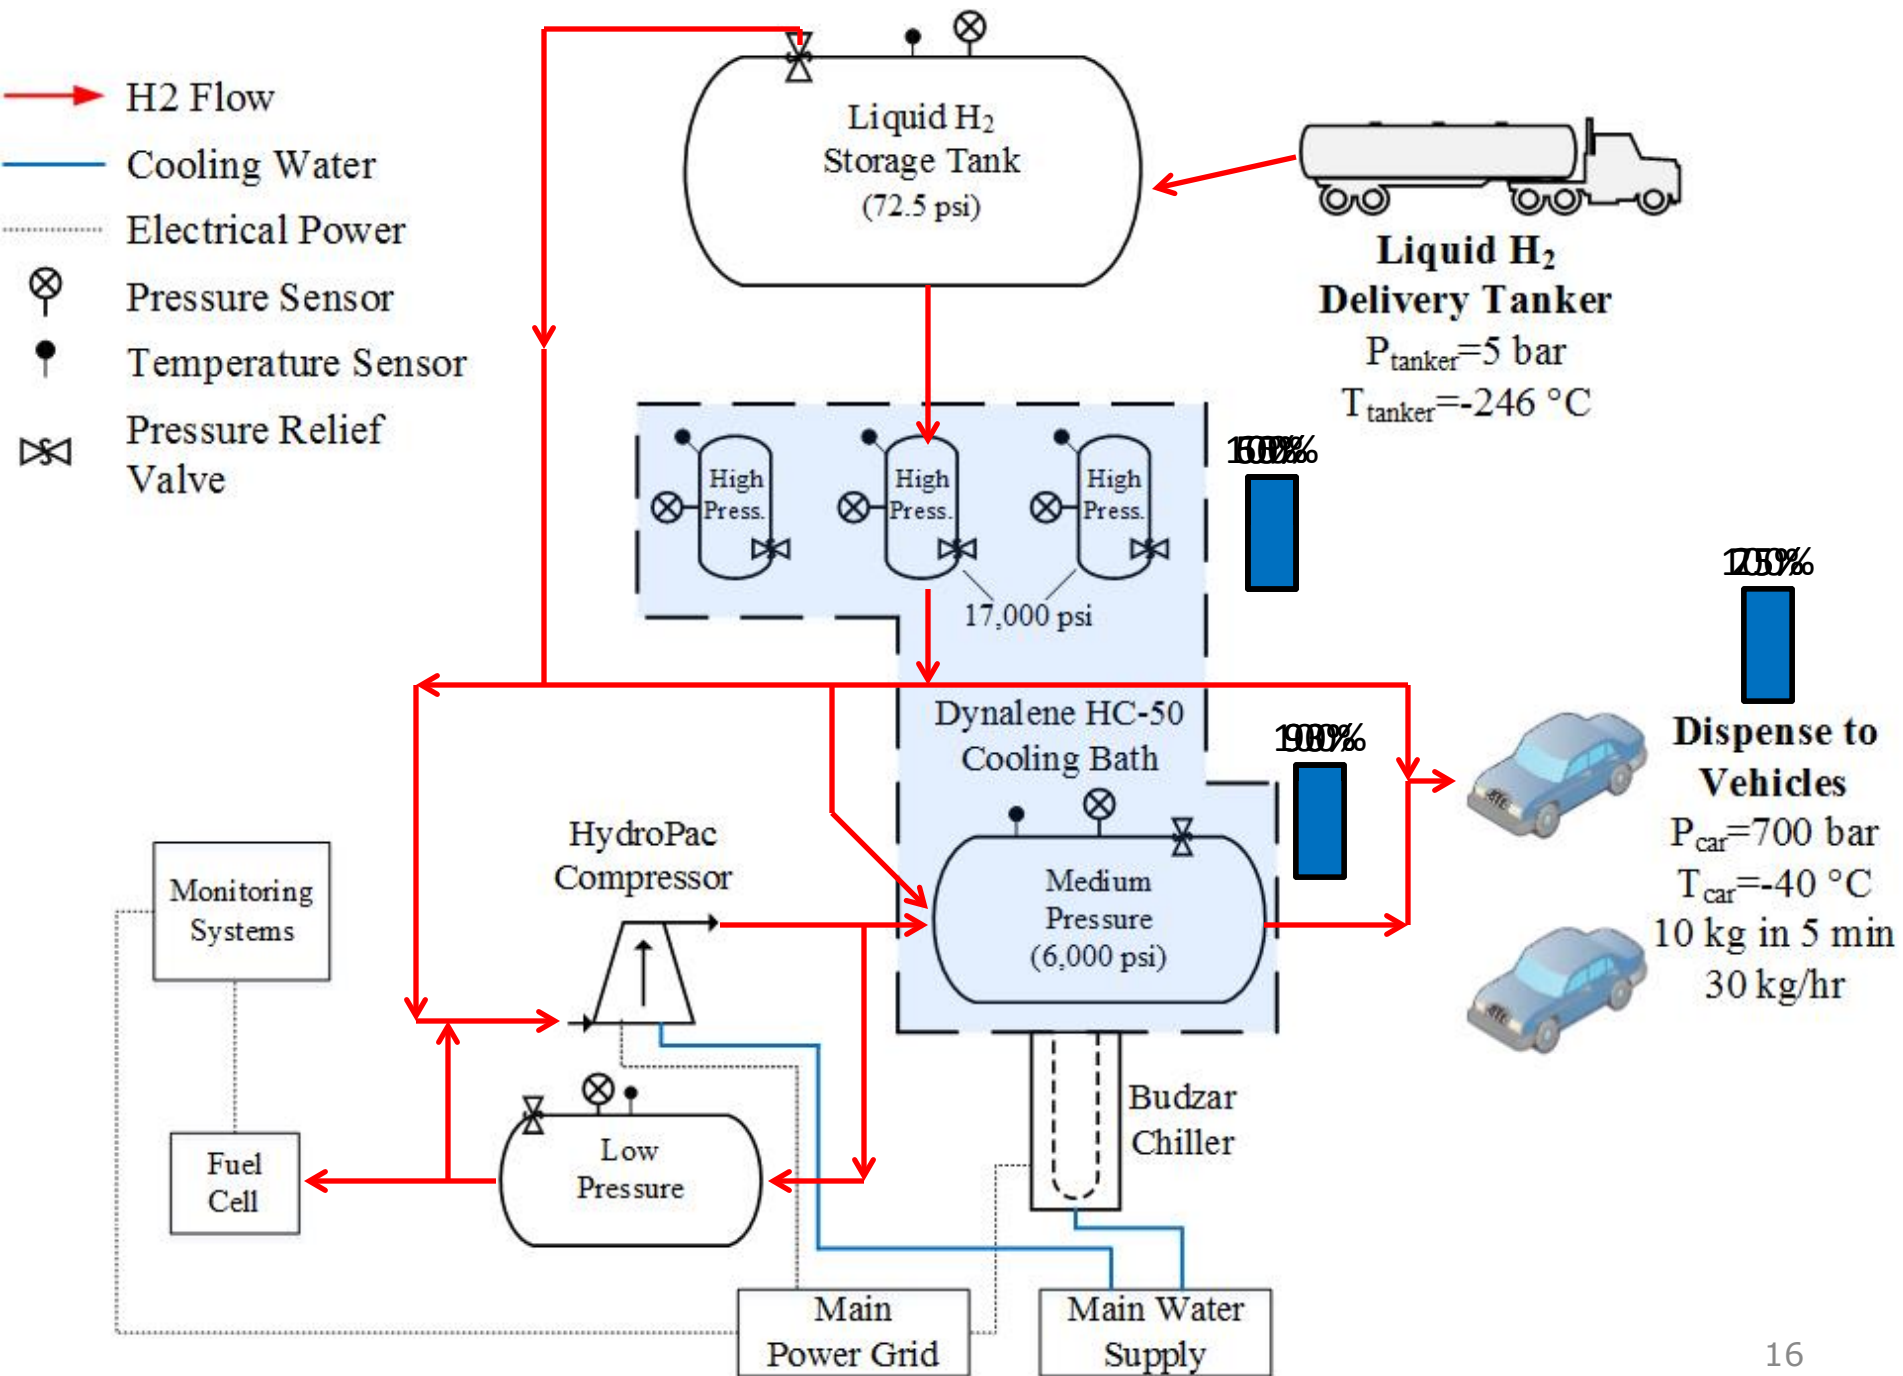 H2 Flow
Cooling Water
Electrical Power
Pressure Sensor
Temperature Sensor
Pressure Relief
Valve
Liquid H₂
Storage Tank
(72.5 psi)
Liquid H₂
Delivery Tanker
P_tanker=5 bar
T_tanker=-246 °C
High
Press.
High
Press.
High
Press.
17,000 psi
Dynalene HC-50
Cooling Bath
Dispense to
Vehicles
P_car=700 bar
T_car=-40 °C
10 kg in 5 min
30 kg/hr
HydroPac
Compressor
Medium
Pressure
(6,000 psi)
Monitoring
Systems
Budzar
Chiller
Low
Pressure
Fuel
Cell
Main
Power Grid
Main Water
Supply
16